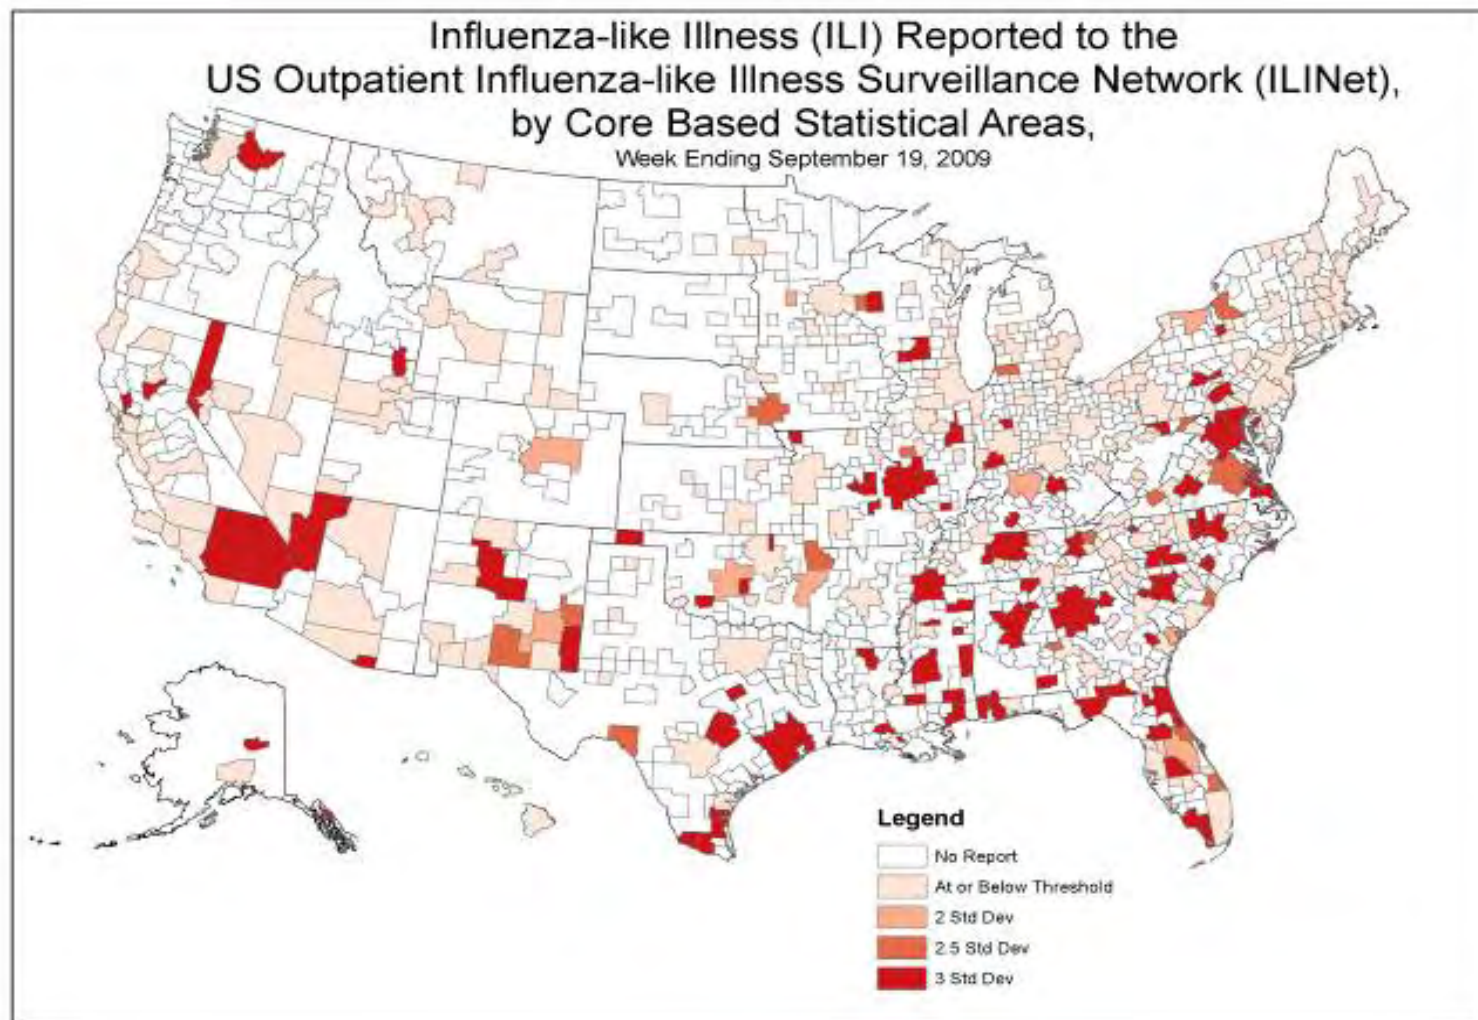 Influenza-like Illness (ILI) Reported to the
US Outpatient Influenza-like Illness Surveillance Network (ILINet),
by Core Based Statistical Areas,
Week Ending September 19, 2009
Legend
No Report
At or Below Threshold
2 Std Dev
2.5 Std Dev
3 Std Dev